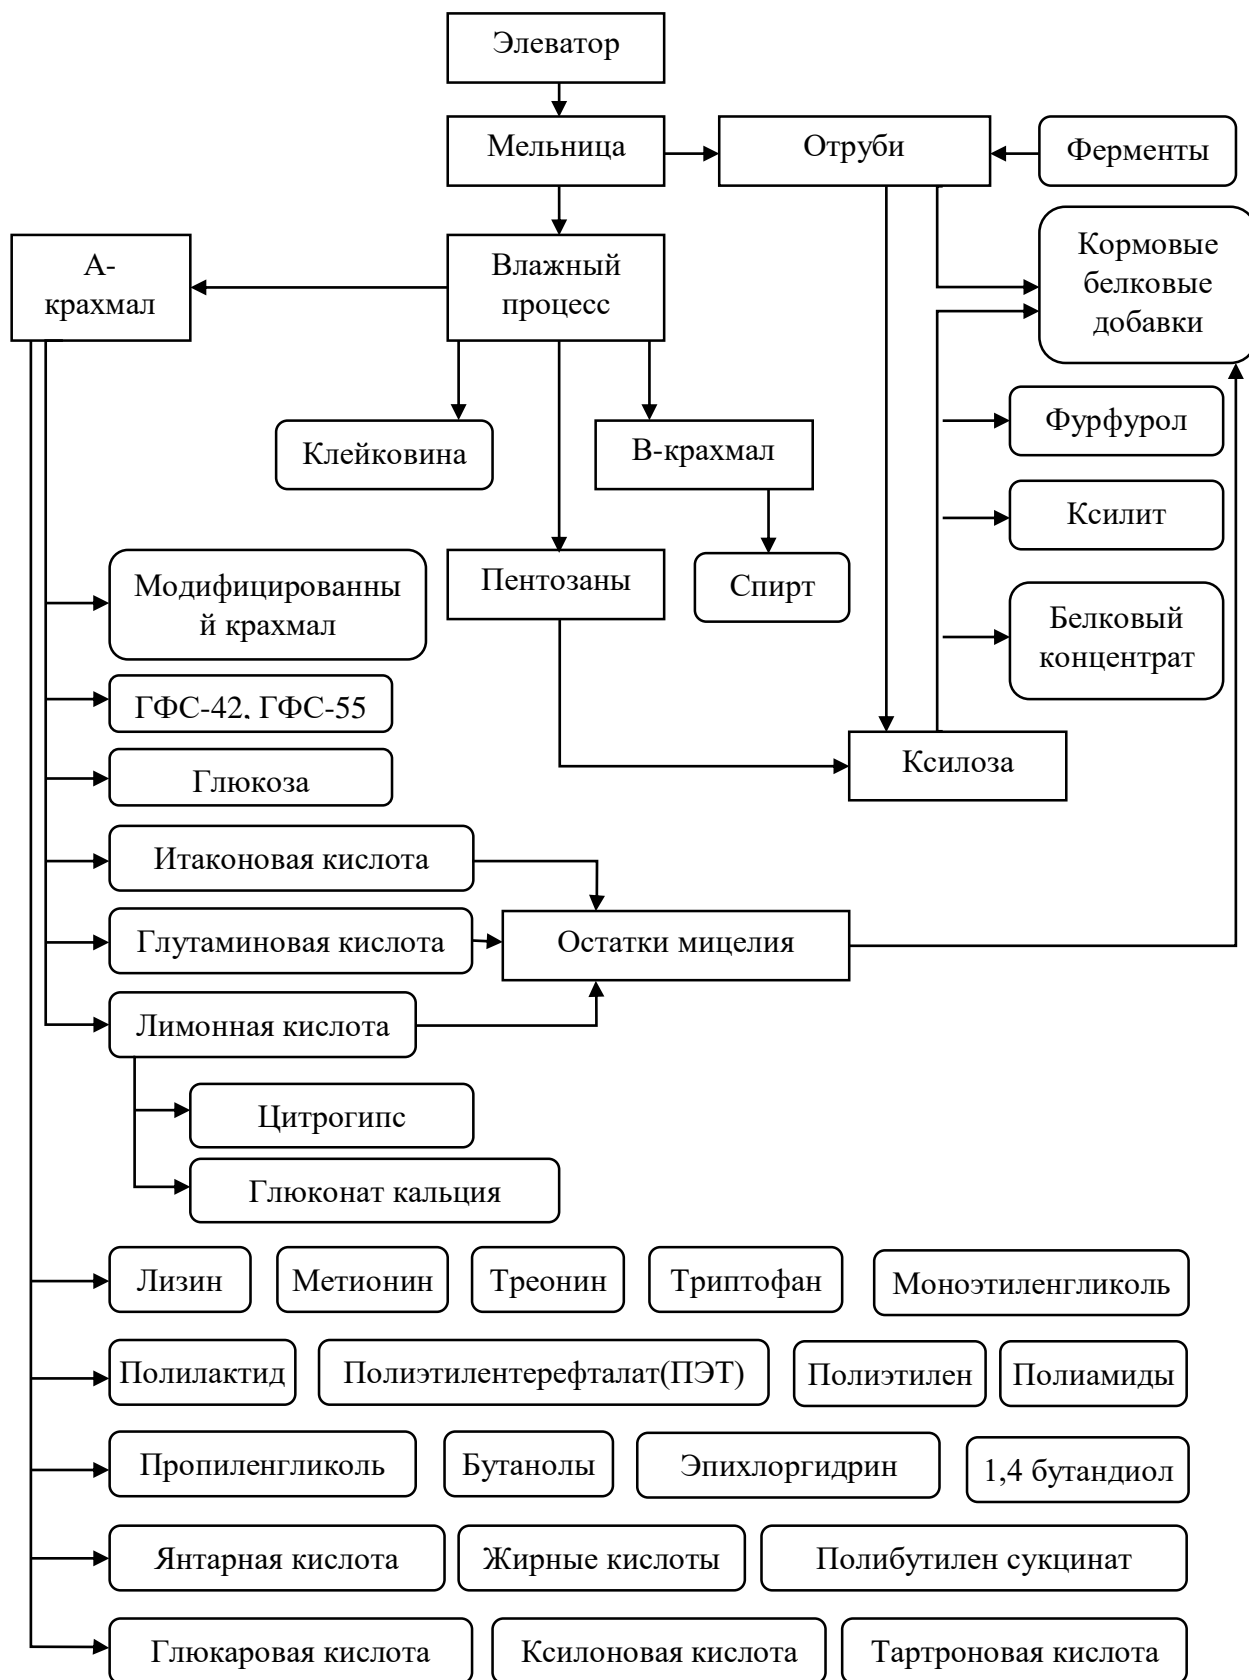 Элеватор
Мельница
Отруби
Ферменты
А-
крахмал
Влажный
процесс
Кормовые
белковые
добавки
Фурфурол
Клейковина
В-крахмал
Ксилит
Модифицированны
й крахмал
Пентозаны
Спирт
Белковый
концентрат
ГФС-42, ГФС-55
Глюкоза
Ксилоза
Итаконовая кислота
Глутаминовая кислота
Остатки мицелия
Лимонная кислота
Цитрогипс
Глюконат кальция
Лизин
Метионин
Треонин
Триптофан
Моноэтиленгликоль
Полилактид
Полиэтилентерефталат(ПЭТ)
Полиэтилен
Полиамиды
Пропиленгликоль
Бутанолы
Эпихлоргидрин
1,4 бутандиол
Янтарная кислота
Жирные кислоты
Полибутилен сукцинат
Глюкаровая кислота
Ксилоновая кислота
Тартроновая кислота